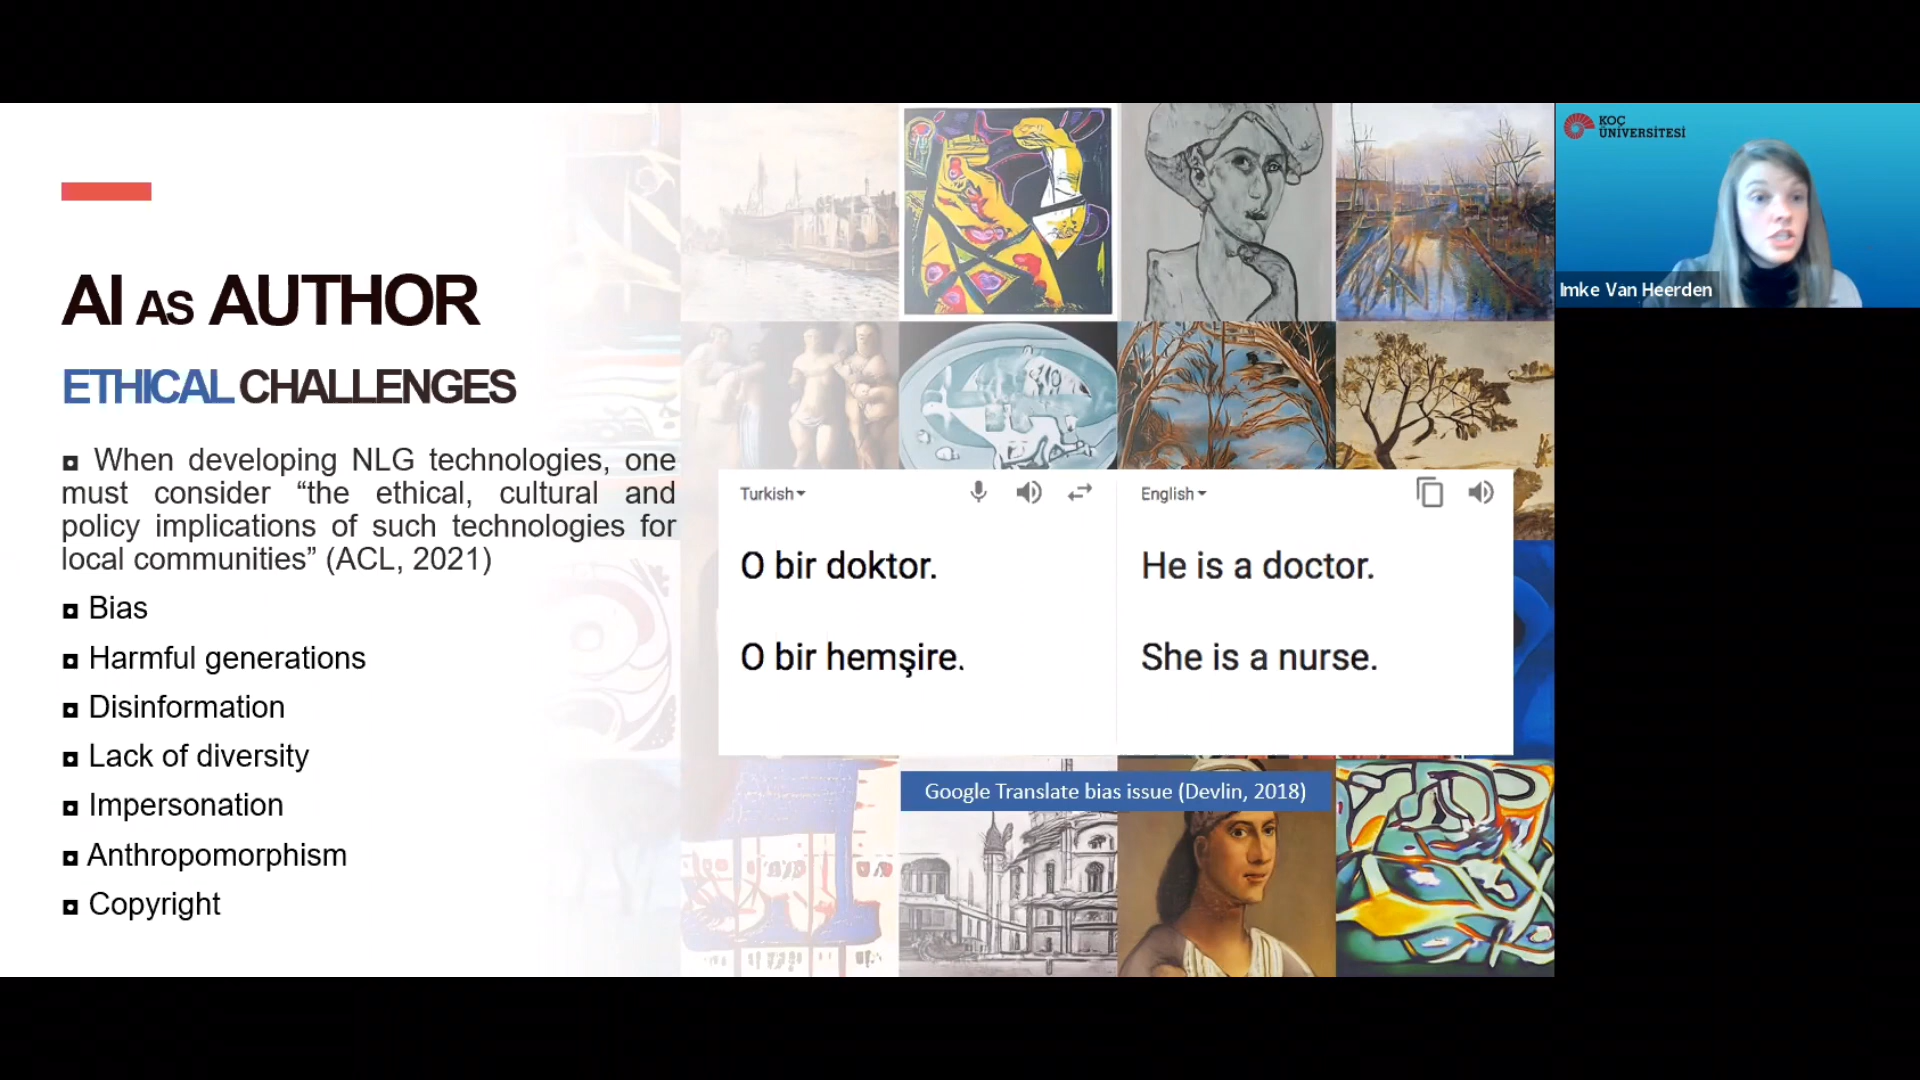 AI AS AUTHOR
ETHICAL CHALLENGES
When developing NLG technologies, one
must consider “the ethical, cultural and
policy implications of such technologies for
local communities” (ACL, 2021)
Bias
Harmful generations
Disinformation
Lack of diversity
Impersonation
Anthropomorphism
Copyright
Turkish
English
O bir doktor.
He is a doctor.
O bir hemşire.
She is a nurse.
Google Translate bias issue (Devlin, 2018)
KOÇ
ÜNİVERSİTESİ
Imke Van Heerden